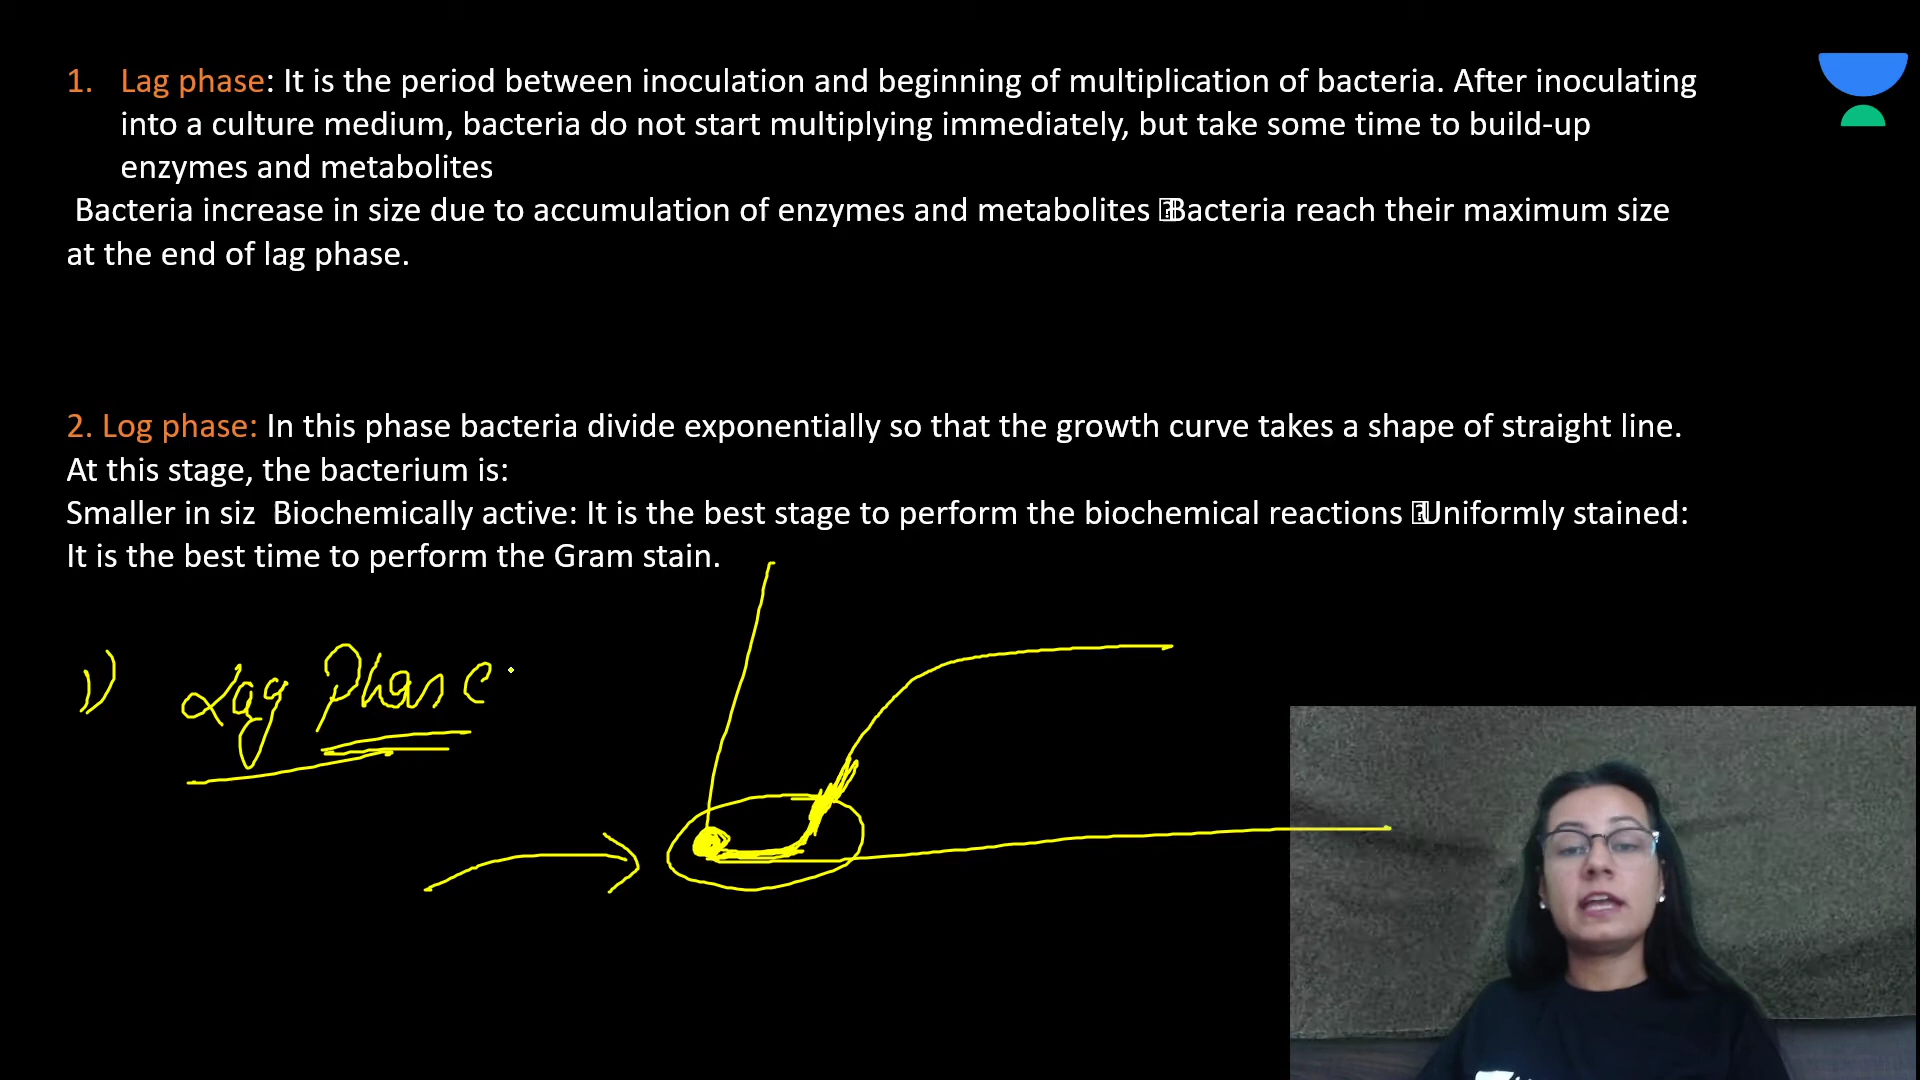 1. Lag phase: It is the period between inoculation and beginning of multiplication of bacteria. After inoculating
into a culture medium, bacteria do not start multiplying immediately, but take some time to build-up
enzymes and metabolites
Bacteria increase in size due to accumulation of enzymes and metabolites Bacteria reach their maximum size
at the end of lag phase.
2. Log phase: In this phase bacteria divide exponentially so that the growth curve takes a shape of straight line.
At this stage, the bacterium is:
Smaller in siz Biochemically active: It is the best stage to perform the biochemical reactions Uniformly stained:
It is the best time to perform the Gram stain.
1) Lag Phase